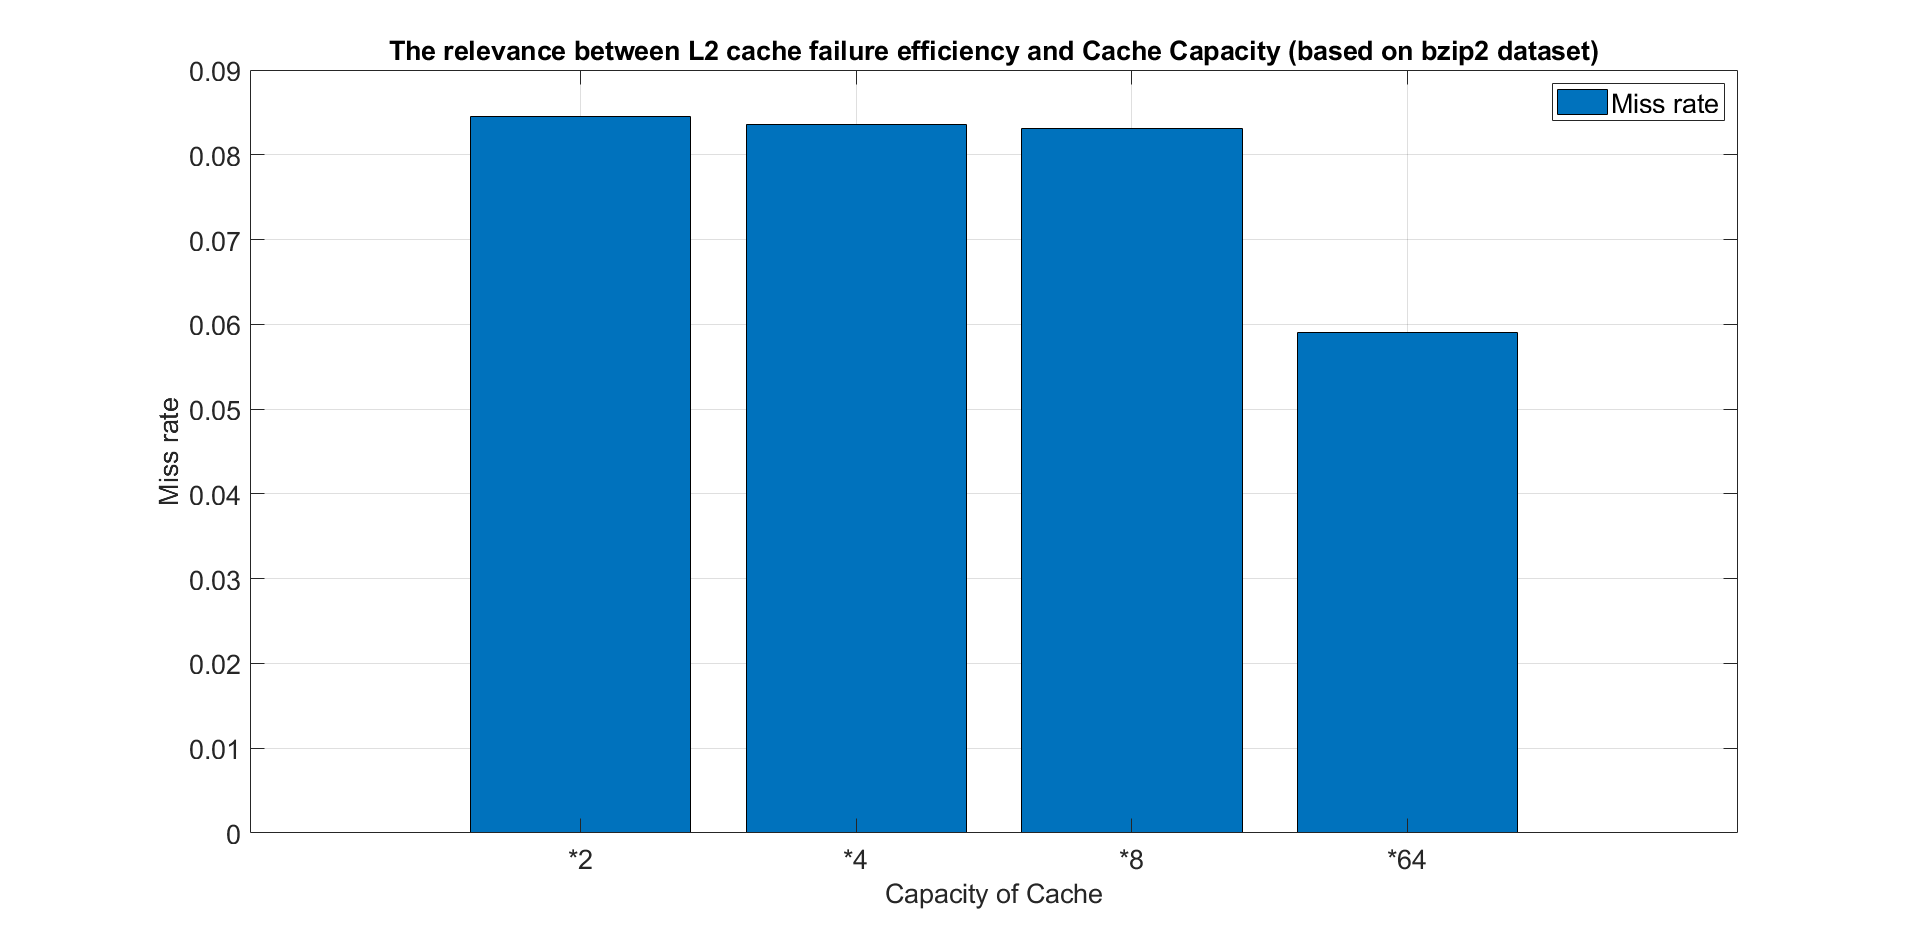 The relevance between L2 cache failure efficiency and Cache Capacity (based on bzip2 dataset)
Miss rate
0.09
0.08
0.07
0.06
0.05
0.04
0.03
0.02
0.01
0
Miss rate
*2 *4 *8 *64
Capacity of Cache